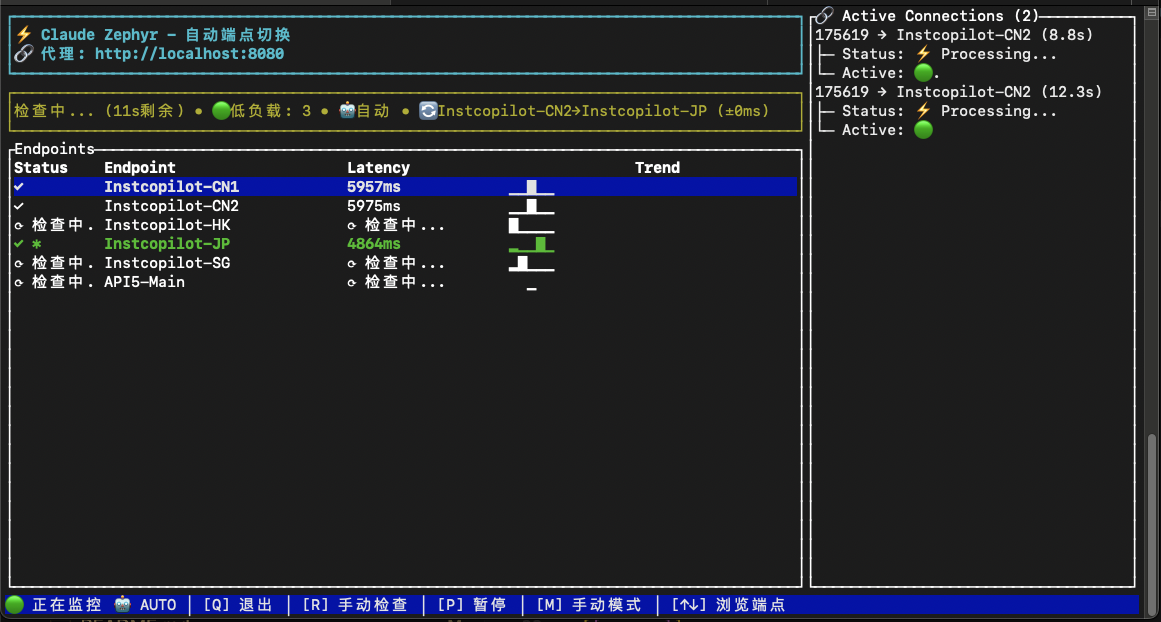 ⚡ Claude Zephyr - 自动端点切换
🔗 代理: http://localhost:8080
检查中... (11s剩余) • 🟢低负载: 3 • 🤖自动 • 🔄Instcopilot-CN2→Instcopilot-JP (±0ms)
Endpoints
Status Endpoint Latency Trend
✓ Instcopilot-CN1 5957ms
✓ Instcopilot-CN2 5975ms
⟳ 检查中. Instcopilot-HK ⟳ 检查中...
✓ * Instcopilot-JP 4864ms
⟳ 检查中. Instcopilot-SG ⟳ 检查中...
⟳ 检查中. API5-Main ⟳ 检查中...
🔗 Active Connections (2)
175619 → Instcopilot-CN2 (8.8s)
├─ Status: ⚡ Processing...
└─ Active: 🟢.
175619 → Instcopilot-CN2 (12.3s)
├─ Status: ⚡ Processing...
└─ Active: 🟢
🟢 正在监控 🤖 AUTO │ [Q] 退出 │ [R] 手动检查 │ [P] 暂停 │ [M] 手动模式 │ [↑↓] 浏览端点